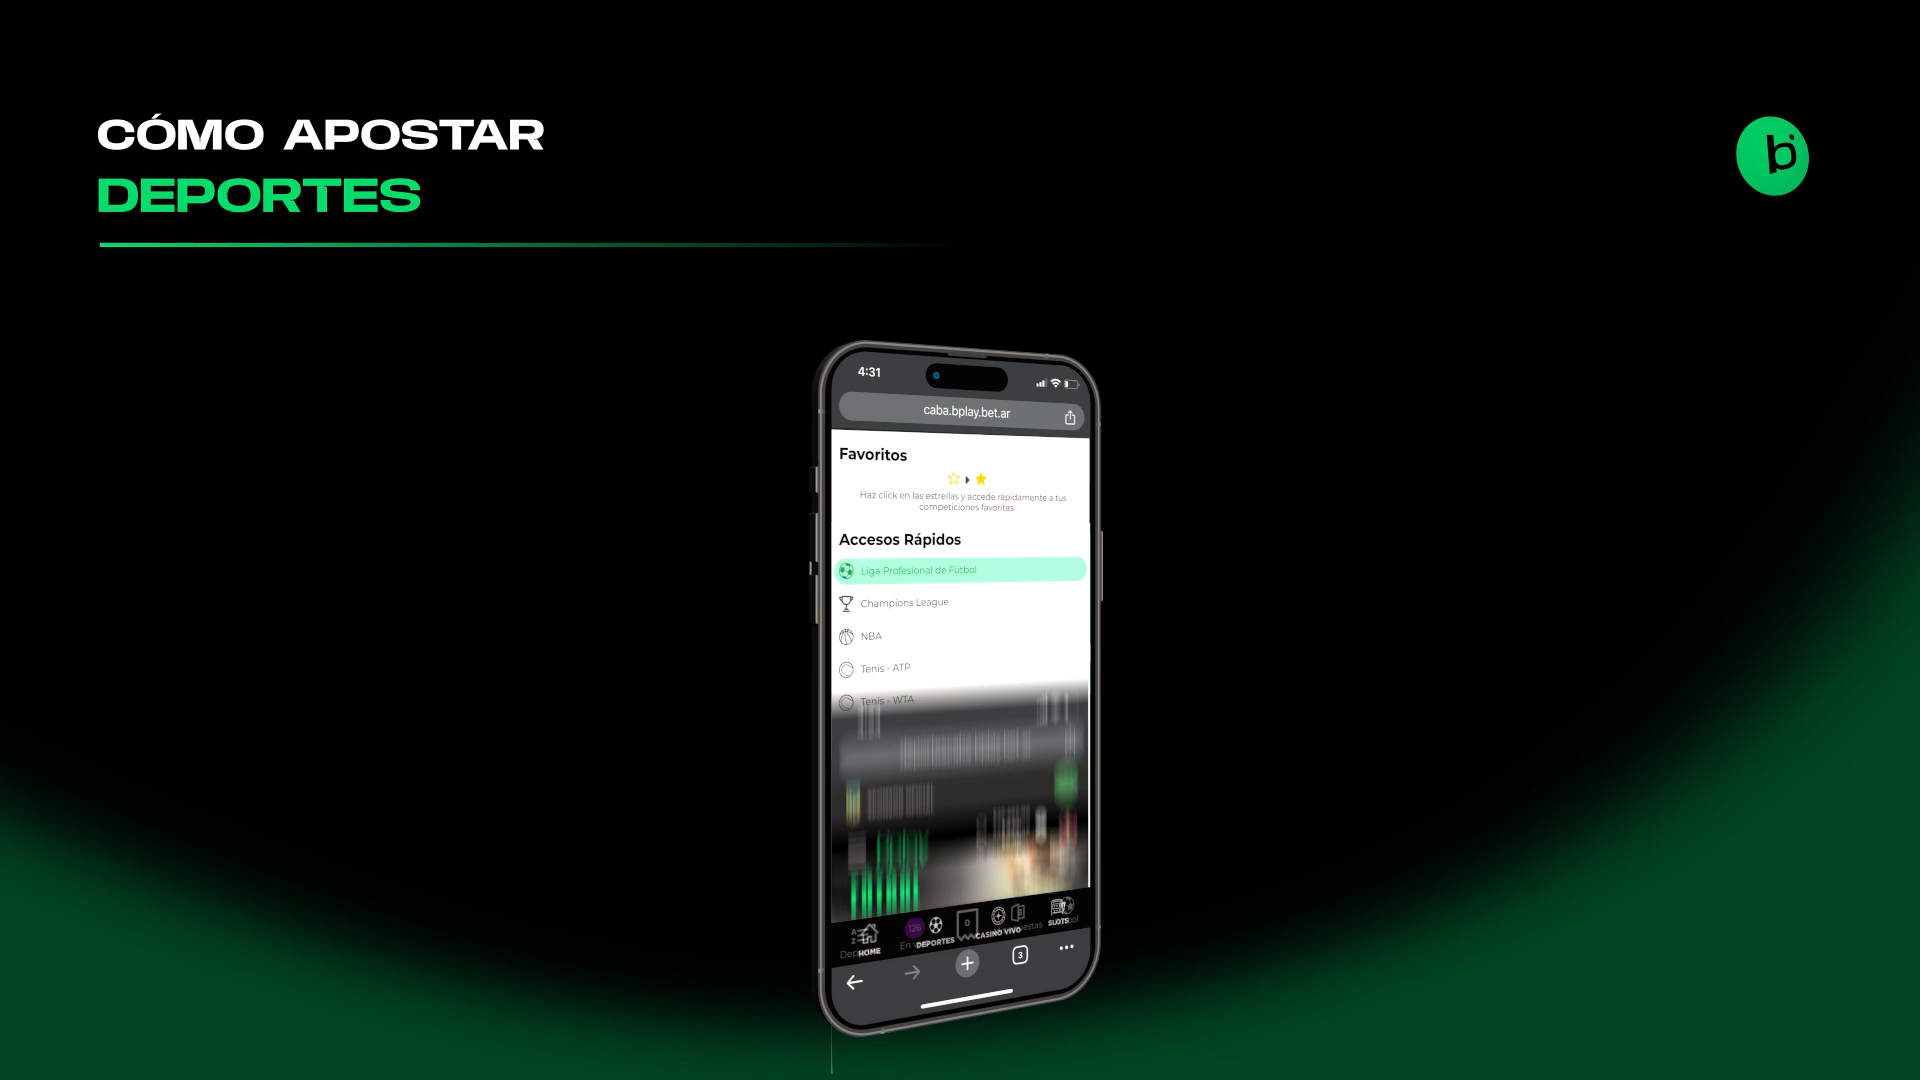 CÓMO APOSTAR
DEPORTES
b
4:31
caba.bplay.bet.ar
Favoritos
Haz click en las estrellas y accede rápidamente a tus
competiciones favoritas
Accesos Rápidos
Liga Profesional de Fútbol
Champions League
NBA
Tenis - ATP
Tenis - WTA
126
0
HOME
DEPORTES
CASINO VIVO
SLOTS
3